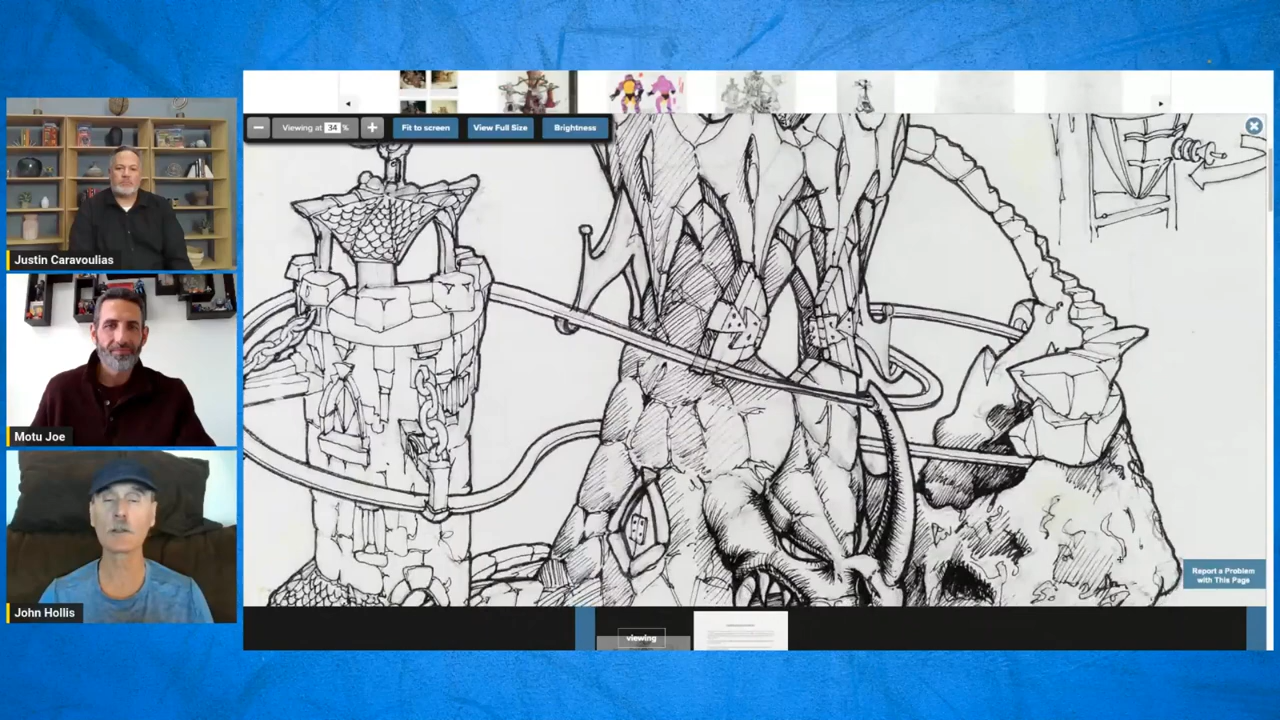 Viewing at 34 %
Fit to screen
View Full Size
Brightness
Justin Caravoulias
Motu Joe
John Hollis
Report a Problem
with This Page
viewing